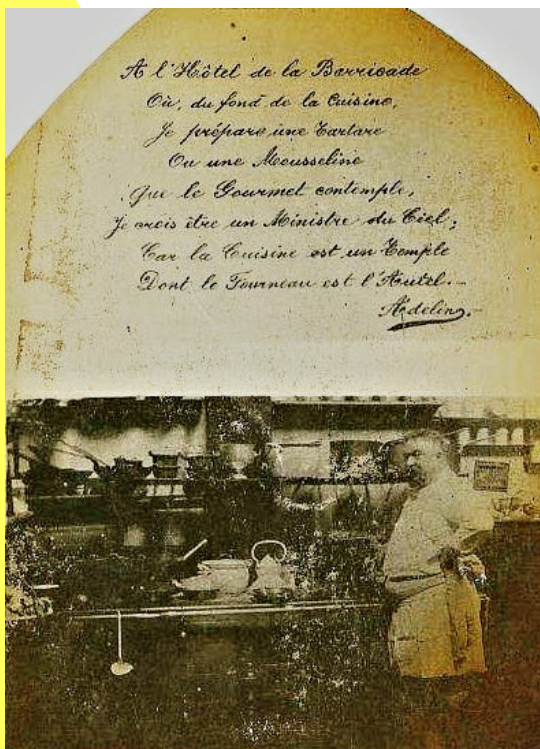 A l'Hôtel de la Barricade
Où, du fond de la Cuisine,
Je prépare une Tartare
Ou une Mousseline
Que le Gourmet contemple,
Je crois être un Ministre du Ciel;
Car la Cuisine est un Temple
Dont le Fourneau est l'Autel.-
Adeline.-